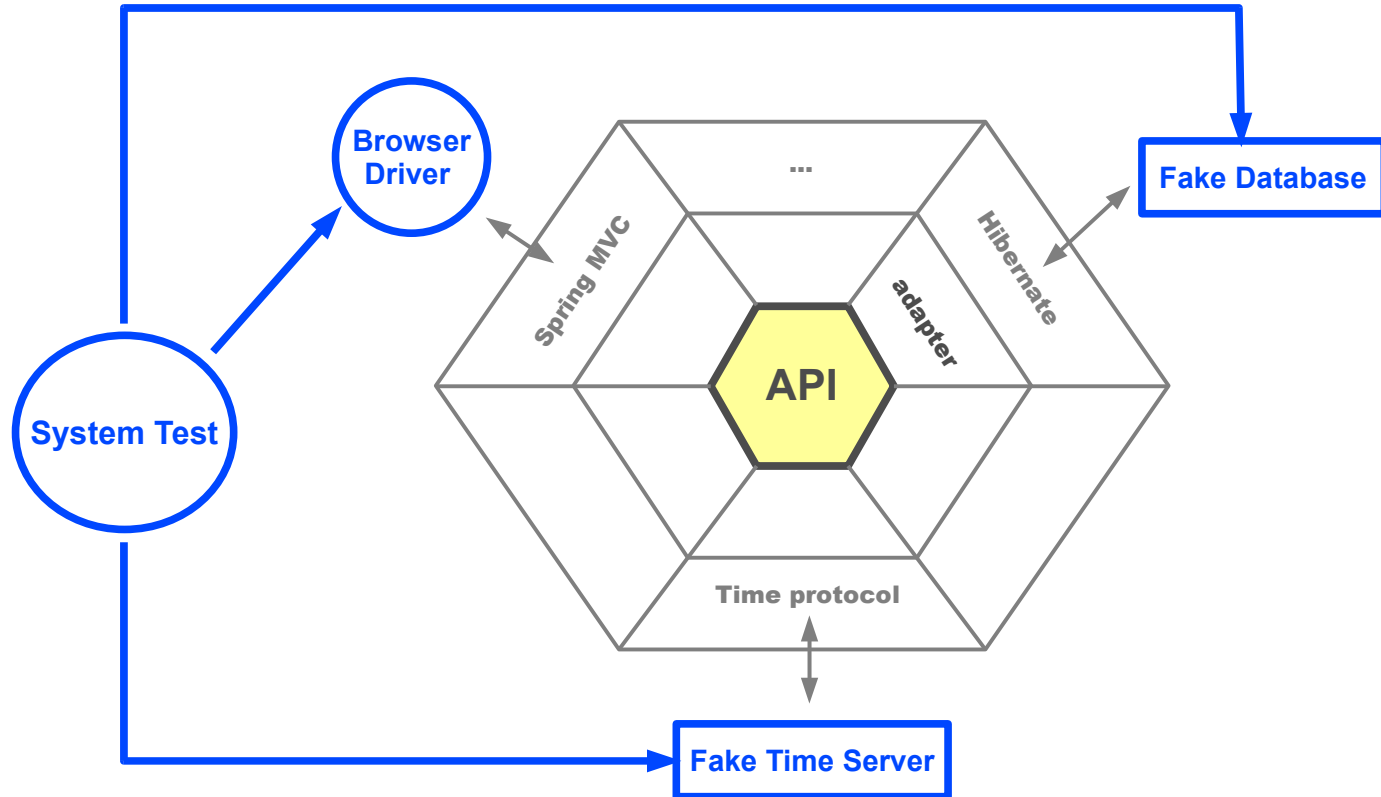 Browser
Driver
...
Fake Database
Spring MVC
Hibernate
adapter
API
System Test
Time protocol
Fake Time Server